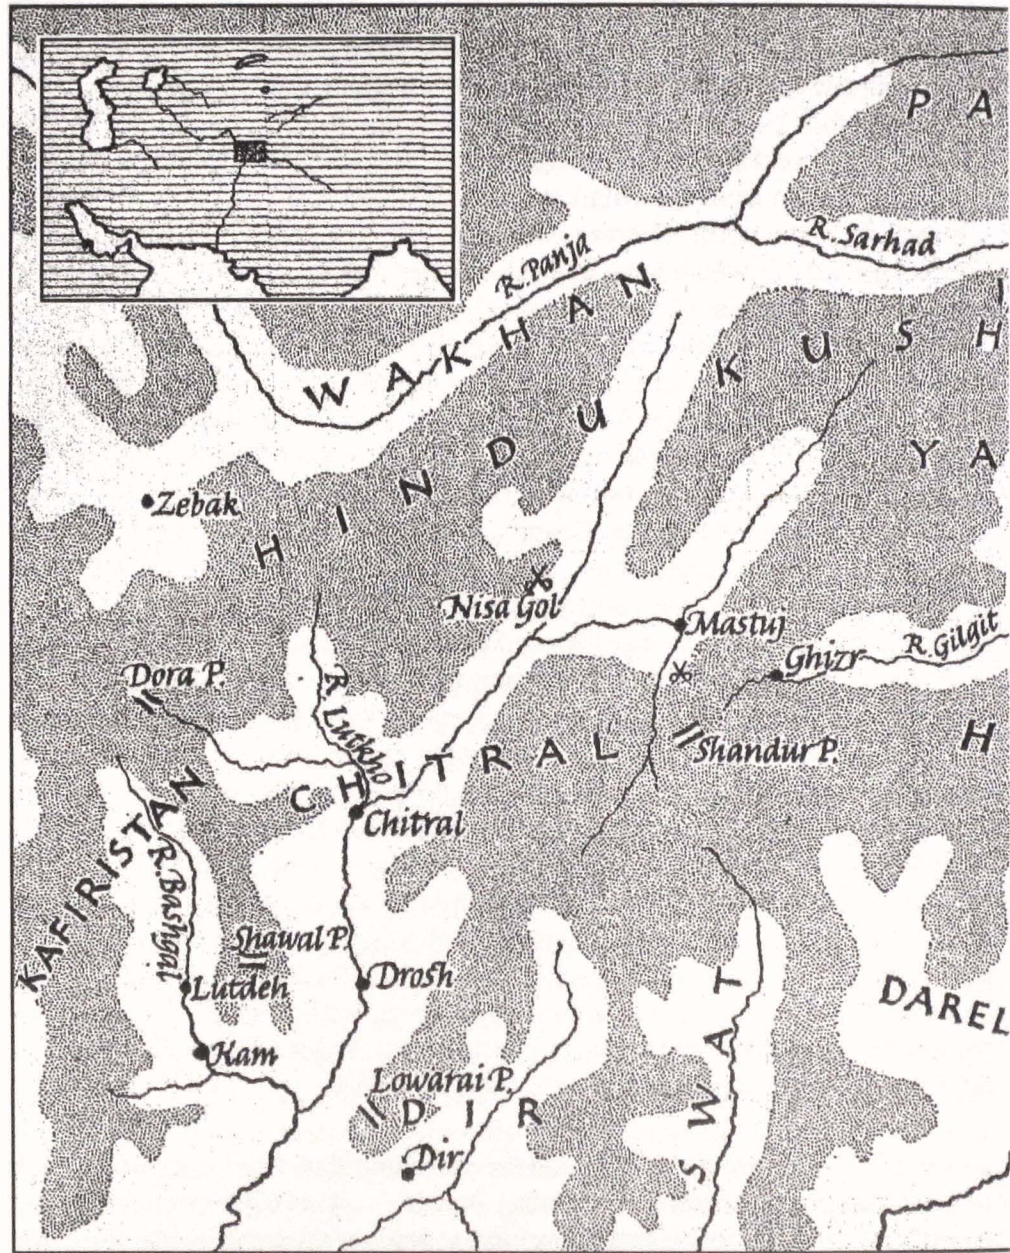 P A
R. Sarhad
R. Panja
WAKHAN
HINDU KUSH
I
Y A
Zebak
Nisa Gol
Mastuj
Ghizr
R. Gilgit
Dora P.
R. Lutkho
Shandur P.
H
CHITRAL
Chitral
KAFIRISTAN
R. Bashgal
Shawal P.
Lutdeh
Drosh
DAREL
SWAT
Kam
Lowarai P.
DIR
Dir